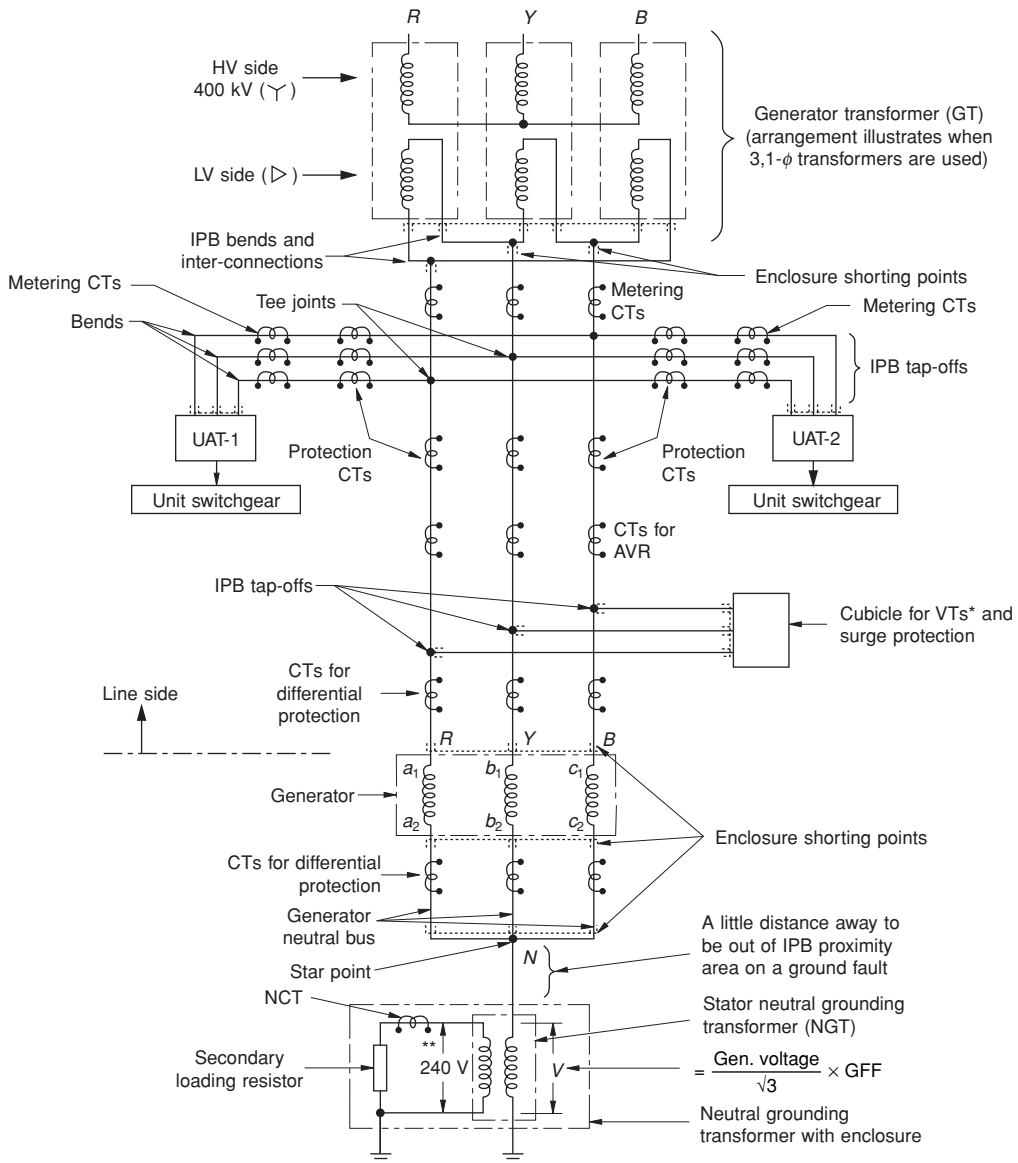 R Y B
HV side
400 kV
LV side
Generator transformer (GT)
(arrangement illustrates when
3,1-ϕ transformers are used)
IPB bends and
inter-connections
Enclosure shorting points
Metering CTs
Tee joints
Metering
CTs
Metering CTs
Bends
IPB tap-offs
UAT-1
Protection
CTs
Protection
CTs
UAT-2
Unit switchgear
Unit switchgear
CTs for
AVR
IPB tap-offs
Cubicle for VTs* and
surge protection
CTs for
differential
protection
Line side
R Y B
a₁ b₁ c₁
Generator
a₂ b₂ c₂
Enclosure shorting points
CTs for differential
protection
Generator
neutral bus
A little distance away to
be out of IPB proximity
area on a ground fault
Star point
N
NCT
Stator neutral grounding
transformer (NGT)
Secondary
loading resistor
**
240 V
V
= Gen. voltage / √3 × GFF
Neutral grounding
transformer with enclosure